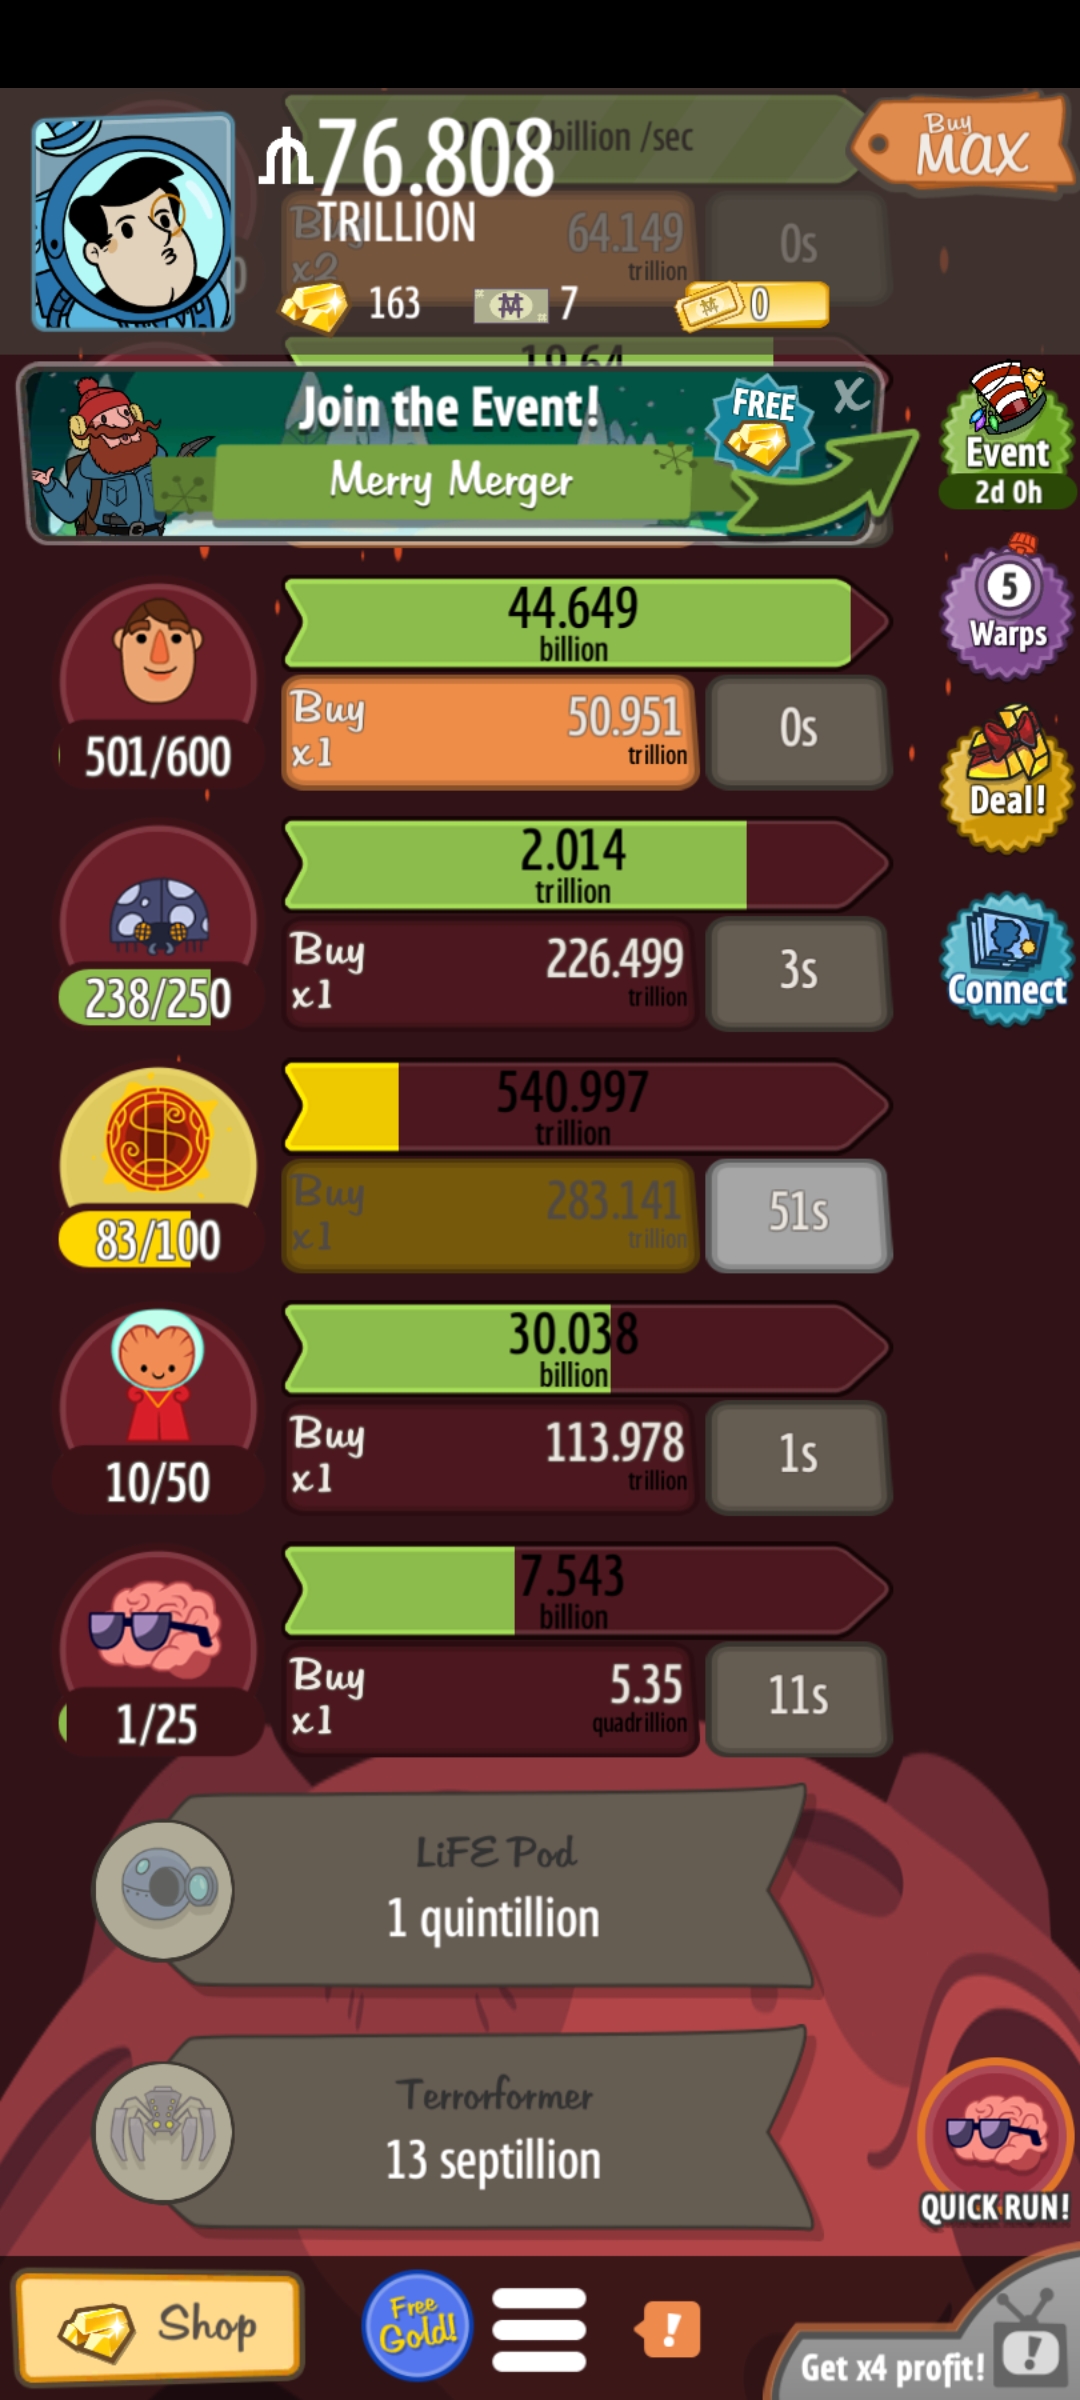 76.808
TRILLION
billion /sec
Buy
MAX
Buy
x2
64.149
trillion
0s
163
7
0
19.64
Join the Event!
Merry Merger
FREE
X
Event
2d 0h
44.649
billion
Buy
x1
50.951
trillion
0s
501/600
5
Warps
2.014
trillion
Buy
x1
226.499
trillion
3s
238/250
Deal!
Connect
540.997
trillion
Buy
x1
283.141
trillion
51s
83/100
30.038
billion
Buy
x1
113.978
trillion
1s
10/50
7.543
billion
Buy
x1
5.35
quadrillion
11s
1/25
LiFE Pod
1 quintillion
Terrorformer
13 septillion
QUICK RUN!
Shop
Free
Gold!
!
Get x4 profit!
!